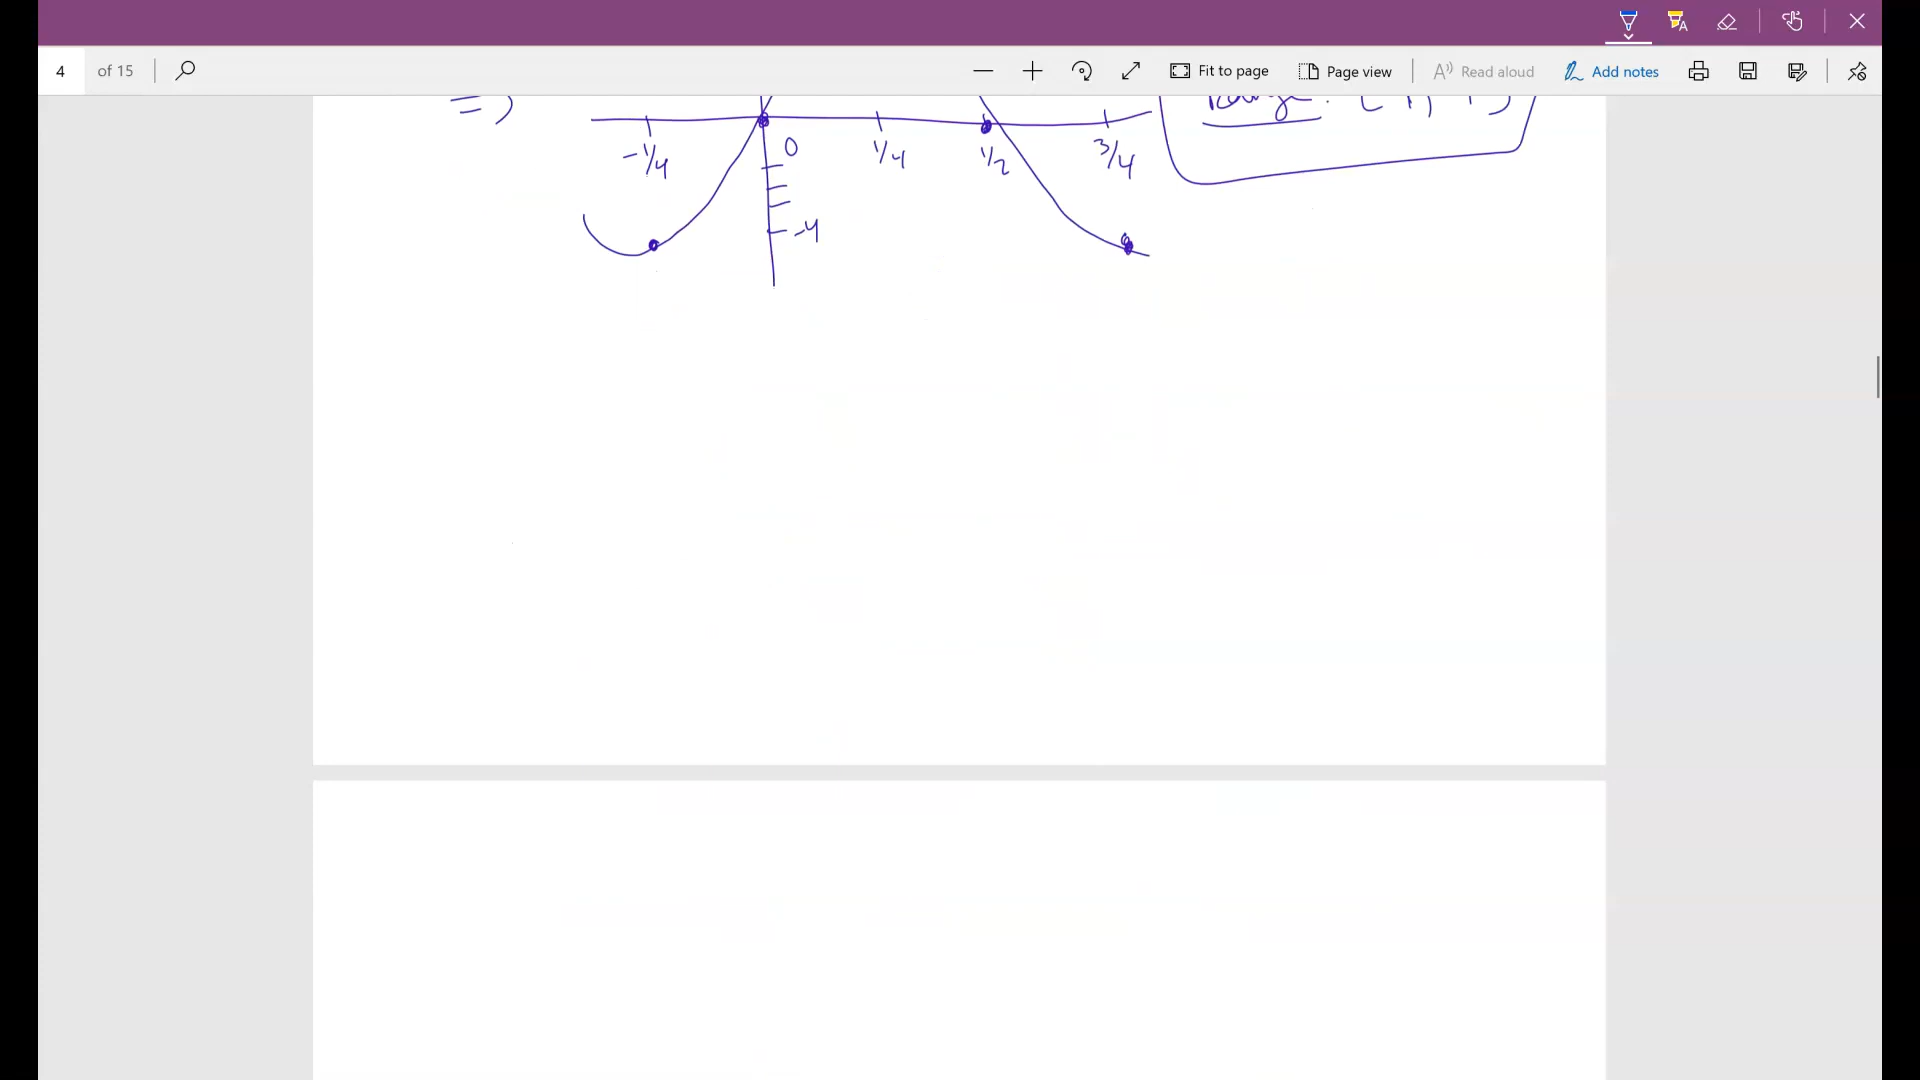 4 of 15 Fit to page Page view Read aloud Add notes
=>
-1/4 0 1/4 1/2 3/4
-4